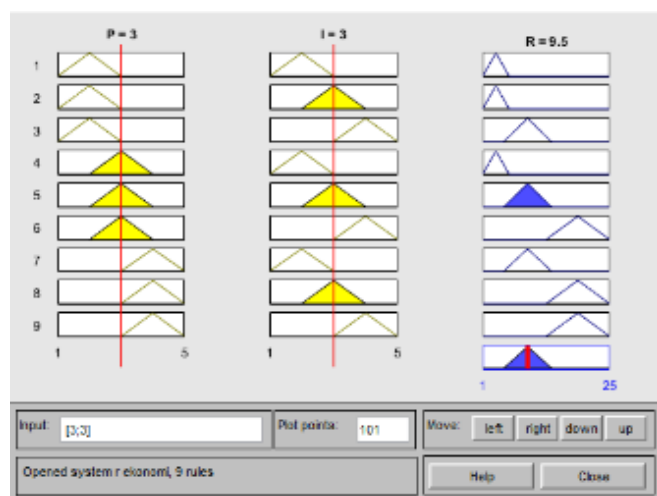 P = 3 I = 3 R = 9.5
1
2
3
4
5
6
7
8
9
1 5 1 5
1 25
Input: [3;3] Plot points: 101 Move: left right down up
Opened system r ekonomi, 9 rules Help Close